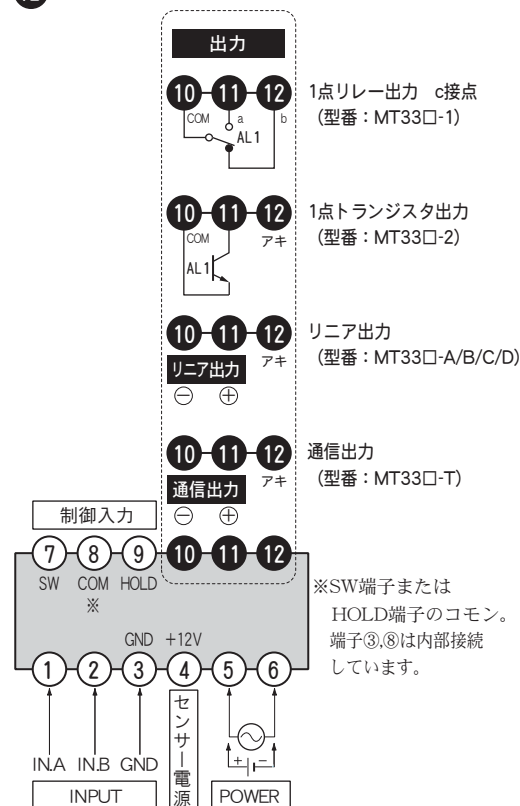 出力
10 11 12
COM a b
AL1
1点リレー出力 c接点
(型番：MT33□-1)
10 11 12
COM アキ
AL1
1点トランジスタ出力
(型番：MT33□-2)
10 11 12
リニア出力 アキ
⊖ ⊕
リニア出力
(型番：MT33□-A/B/C/D)
10 11 12
通信出力 アキ
⊖ ⊕
通信出力
(型番：MT33□-T)
制御入力
7 8 9 10 11 12
SW COM HOLD
※
※SW端子または
HOLD端子のコモン。
端子③,⑧は内部接続
しています。
GND +12V
1 2 3 4 5 6
IN.A IN.B GND
センサー電源
+ −
INPUT
POWER